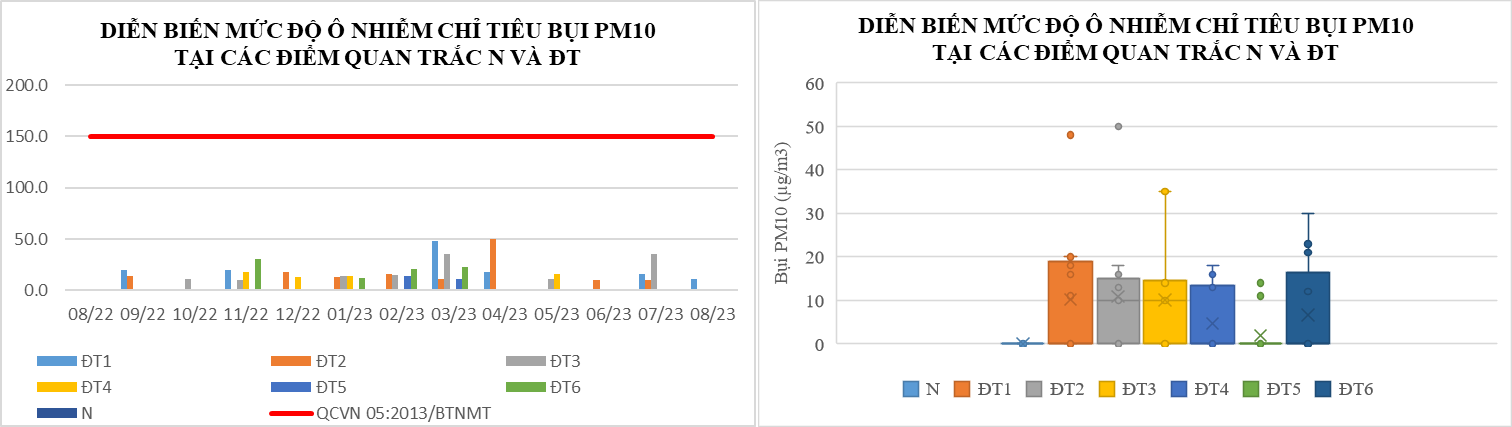 DIỄN BIẾN MỨC ĐỘ Ô NHIỄM CHỈ TIÊU BỤI PM10
TẠI CÁC ĐIỂM QUAN TRẮC N VÀ ĐT
200.0
150.0
100.0
50.0
0.0
08/22 09/22 10/22 11/22 12/22 01/23 02/23 03/23 04/23 05/23 06/23 07/23 08/23
ĐT1 ĐT2 ĐT3
ĐT4 ĐT5 ĐT6
N QCVN 05:2013/BTNMT
DIỄN BIẾN MỨC ĐỘ Ô NHIỄM CHỈ TIÊU BỤI PM10
TẠI CÁC ĐIỂM QUAN TRẮC N VÀ ĐT
Bụi PM10 (µg/m3)
60
50
40
30
20
10
0
N ĐT1 ĐT2 ĐT3 ĐT4 ĐT5 ĐT6